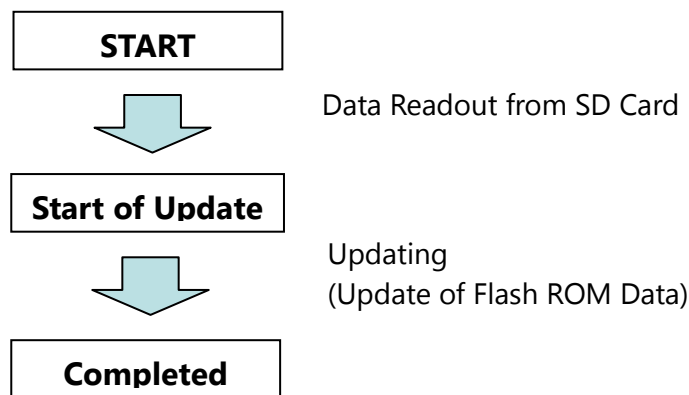 START
Data Readout from SD Card
Start of Update
Updating
(Update of Flash ROM Data)
Completed